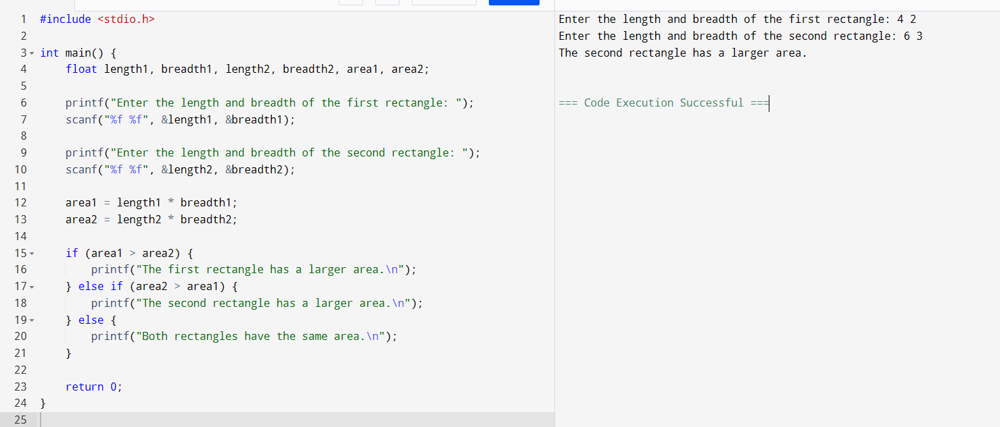 1 #include <stdio.h>
2
3 int main() {
4     float length1, breadth1, length2, breadth2, area1, area2;
5
6     printf("Enter the length and breadth of the first rectangle: ");
7     scanf("%f %f", &length1, &breadth1);
8
9     printf("Enter the length and breadth of the second rectangle: ");
10     scanf("%f %f", &length2, &breadth2);
11
12     area1 = length1 * breadth1;
13     area2 = length2 * breadth2;
14
15     if (area1 > area2) {
16         printf("The first rectangle has a larger area.\n");
17     } else if (area2 > area1) {
18         printf("The second rectangle has a larger area.\n");
19     } else {
20         printf("Both rectangles have the same area.\n");
21     }
22
23     return 0;
24 }
25
Enter the length and breadth of the first rectangle: 4 2
Enter the length and breadth of the second rectangle: 6 3
The second rectangle has a larger area.
=== Code Execution Successful ===